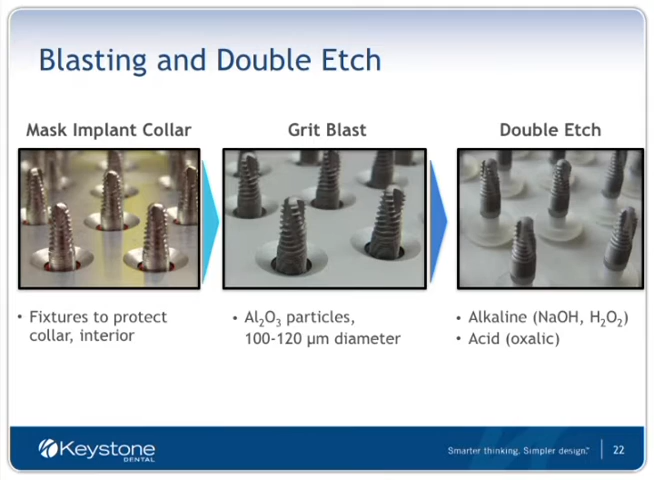 Blasting and Double Etch
Mask Implant Collar
Grit Blast
Double Etch
• Fixtures to protect
collar, interior
• Al₂O₃ particles,
100-120 µm diameter
• Alkaline (NaOH, H₂O₂)
• Acid (oxalic)
Keystone
DENTAL
Smarter thinking. Simpler design.™
22